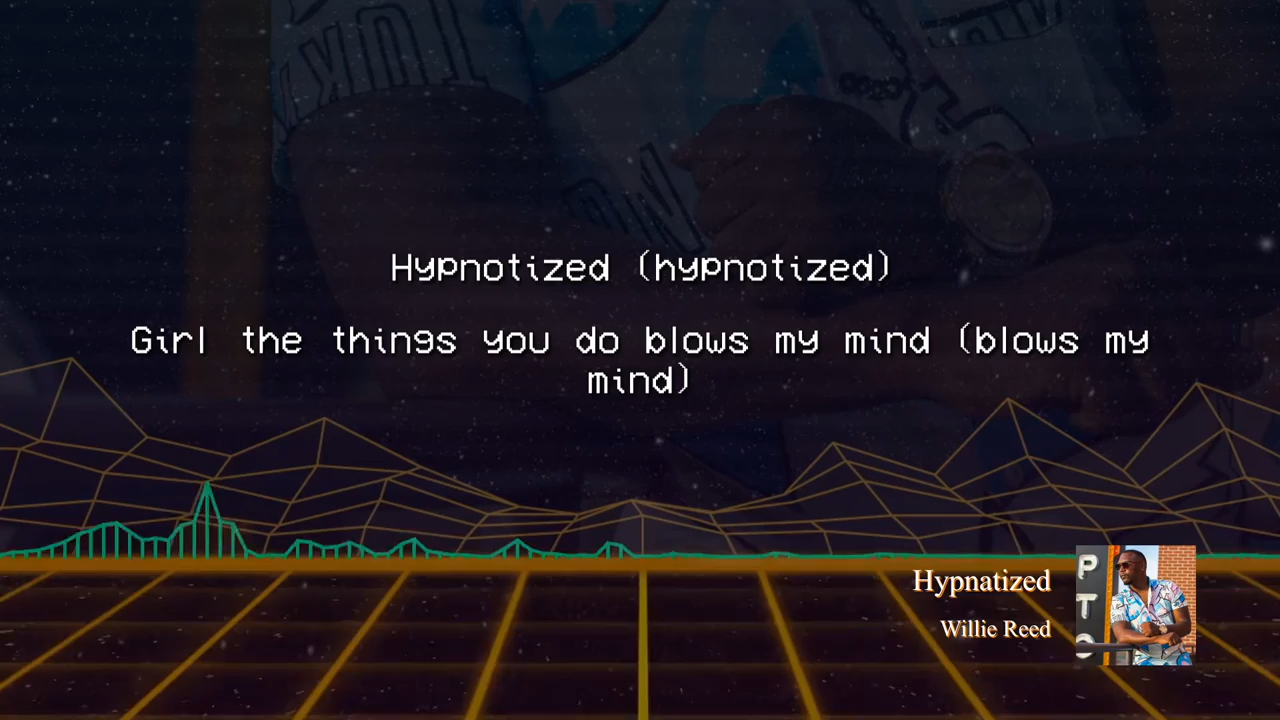 Hypnotized (hypnotized)
Girl the things you do blows my mind (blows my
mind)
Hypnatized
Willie Reed
P
T